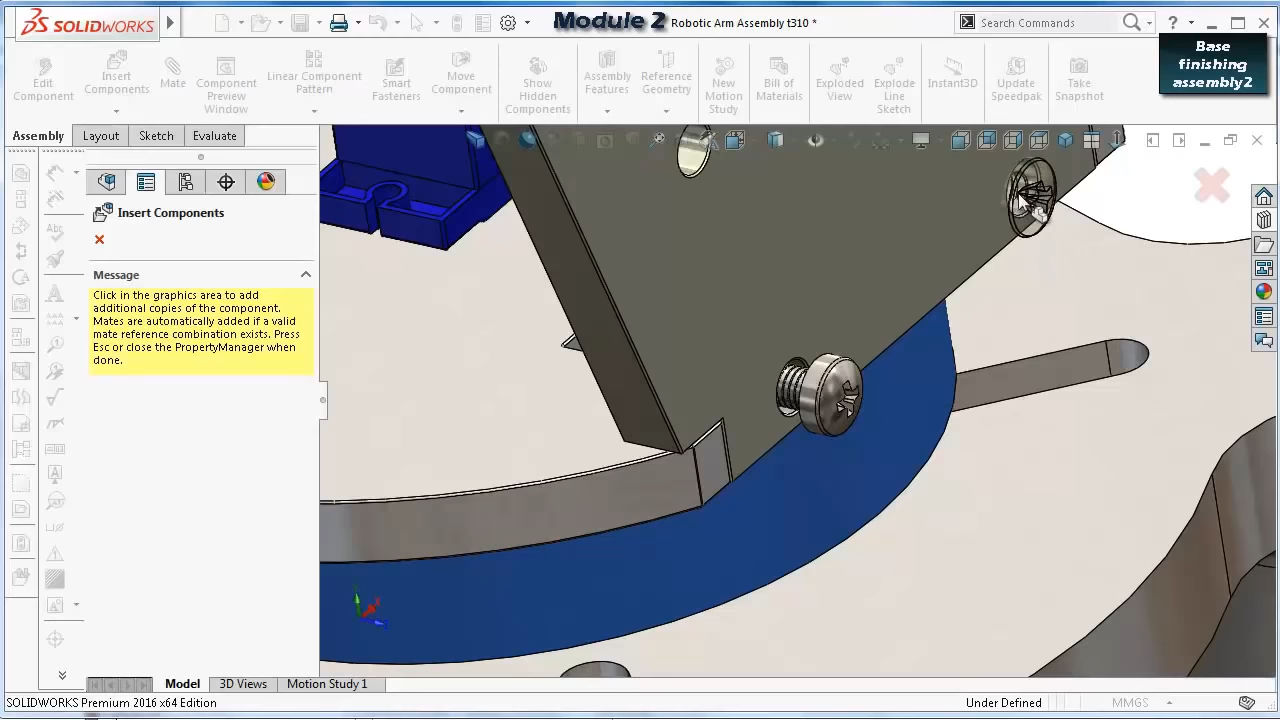 SOLIDWORKS
Module 2
Robotic Arm Assembly t310 *
Search Commands
?
Base
finishing
assembly2
Edit
Component
Insert
Components
Mate
Component
Preview
Window
Linear Component
Pattern
Smart
Fasteners
Move
Component
Show
Hidden
Components
Assembly
Features
Reference
Geometry
New
Motion
Study
Bill of
Materials
Exploded
View
Explode
Line
Sketch
Instant3D
Update
Speedpak
Take
Snapshot
Assembly
Layout
Sketch
Evaluate
Insert Components
Message
Click in the graphics area to add
additional copies of the component.
Mates are automatically added if a valid
mate reference combination exists. Press
Esc or close the PropertyManager when
done.
Model
3D Views
Motion Study 1
SOLIDWORKS Premium 2016 x64 Edition
Under Defined
MMGS